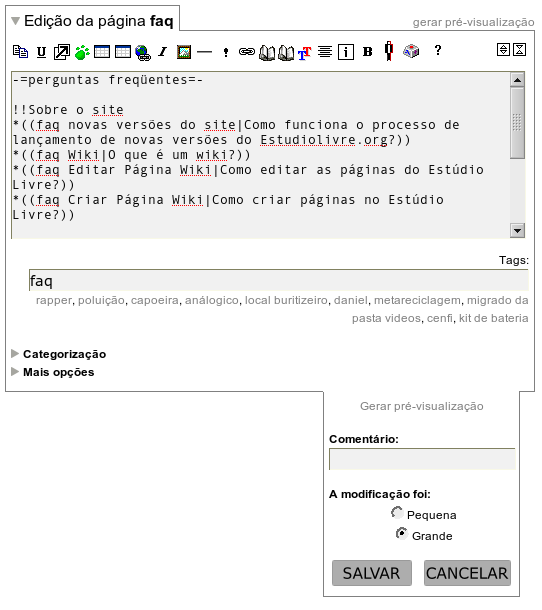 Edição da página faq
gerar pré-visualização
U I ! TT i B ?
-=perguntas freqüentes=-
!!Sobre o site
*((faq novas versões do site|Como funciona o processo de
lançamento de novas versões do Estudiolivre.org?))
*((faq Wiki|O que é um wiki?))
*((faq Editar Página Wiki|Como editar as páginas do Estúdio
Livre?))
*((faq Criar Página Wiki|Como criar páginas no Estúdio
Livre?))
Tags:
faq
rapper, poluição, capoeira, análogico, local buritizeiro, daniel, metareciclagem, migrado da
pasta videos, cenfi, kit de bateria
Categorização
Mais opções
Gerar pré-visualização
Comentário:
A modificação foi:
Pequena
Grande
SALVAR CANCELAR